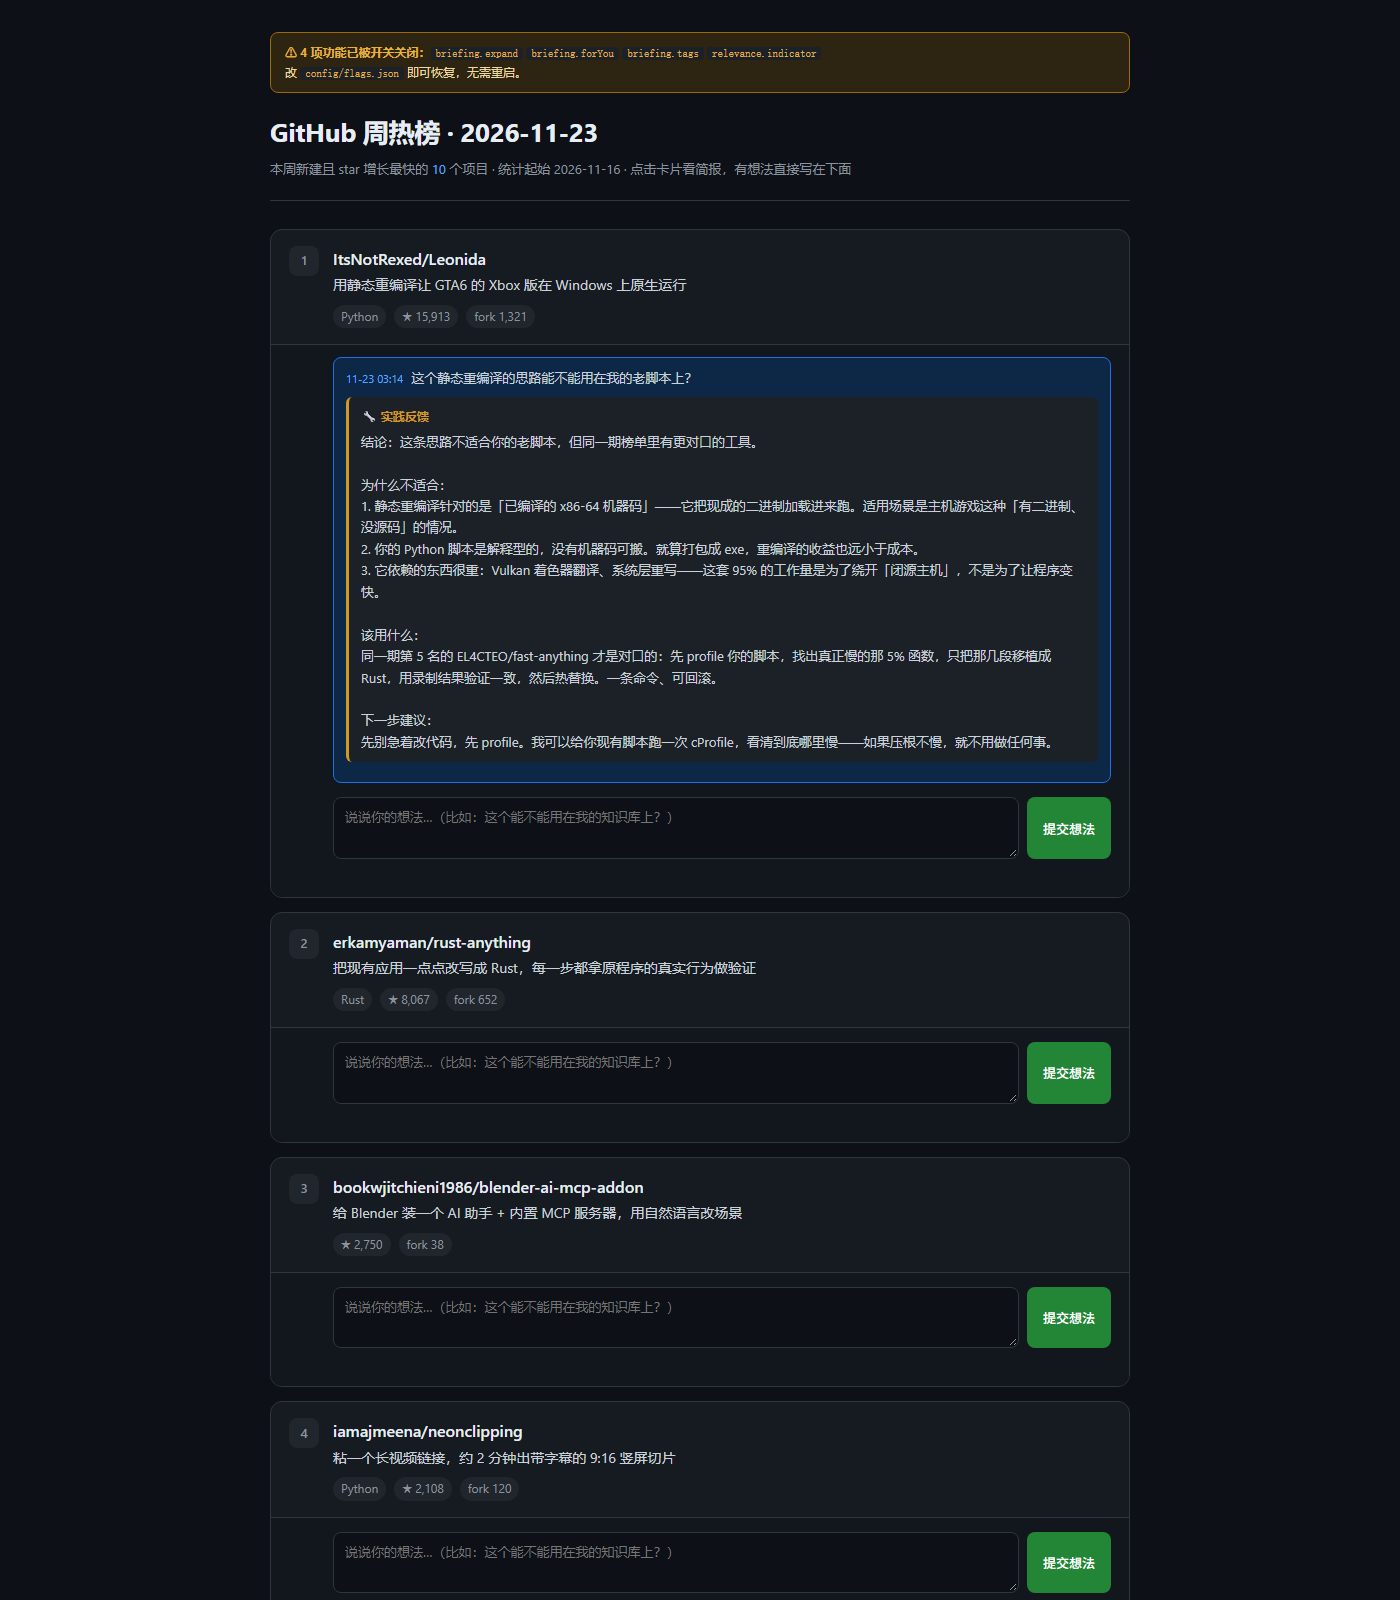 ⚠ 4 项功能已被开关关闭： briefing.expand briefing.forYou briefing.tags relevance.indicator
改 config/flags.json 即可恢复，无需重启。
GitHub 周热榜 · 2026-11-23
本周新建且 star 增长最快的 10 个项目 · 统计起始 2026-11-16 · 点击卡片看简报，有想法直接写在下面
1
ItsNotRexed/Leonida
用静态重编译让 GTA6 的 Xbox 版在 Windows 上原生运行
Python ★ 15,913 fork 1,321
11-23 03:14 这个静态重编译的思路能不能用在我的老脚本上？
🔧 实践反馈
结论：这条思路不适合你的老脚本，但同一期榜单里有更对口的工具。
为什么不适合：
1. 静态重编译针对的是「已编译的 x86-64 机器码」——它把现成的二进制加载进来跑。适用场景是主机游戏这种「有二进制、
没源码」的情况。
2. 你的 Python 脚本是解释型的，没有机器码可搬。就算打包成 exe，重编译的收益也远小于成本。
3. 它依赖的东西很重：Vulkan 着色器翻译、系统层重写——这套 95% 的工作量是为了绕开「闭源主机」，不是为了让程序变
快。
该用什么：
同一期第 5 名的 EL4CTEO/fast-anything 才是对口的：先 profile 你的脚本，找出真正慢的那 5% 函数，只把那几段移植成
Rust，用录制结果验证一致，然后热替换。一条命令、可回滚。
下一步建议：
先别急着改代码，先 profile。我可以给你现有脚本跑一次 cProfile，看清到底哪里慢——如果压根不慢，就不用做任何事。
说说你的想法...（比如：这个能不能用在我的知识库上？）
提交想法
2
erkamyaman/rust-anything
把现有应用一点点改写成 Rust，每一步都拿原程序的真实行为做验证
Rust ★ 8,067 fork 652
说说你的想法...（比如：这个能不能用在我的知识库上？）
提交想法
3
bookwjitchieni1986/blender-ai-mcp-addon
给 Blender 装一个 AI 助手 + 内置 MCP 服务器，用自然语言改场景
★ 2,750 fork 38
说说你的想法...（比如：这个能不能用在我的知识库上？）
提交想法
4
iamajmeena/neonclipping
粘一个长视频链接，约 2 分钟出带字幕的 9:16 竖屏切片
Python ★ 2,108 fork 120
说说你的想法...（比如：这个能不能用在我的知识库上？）
提交想法